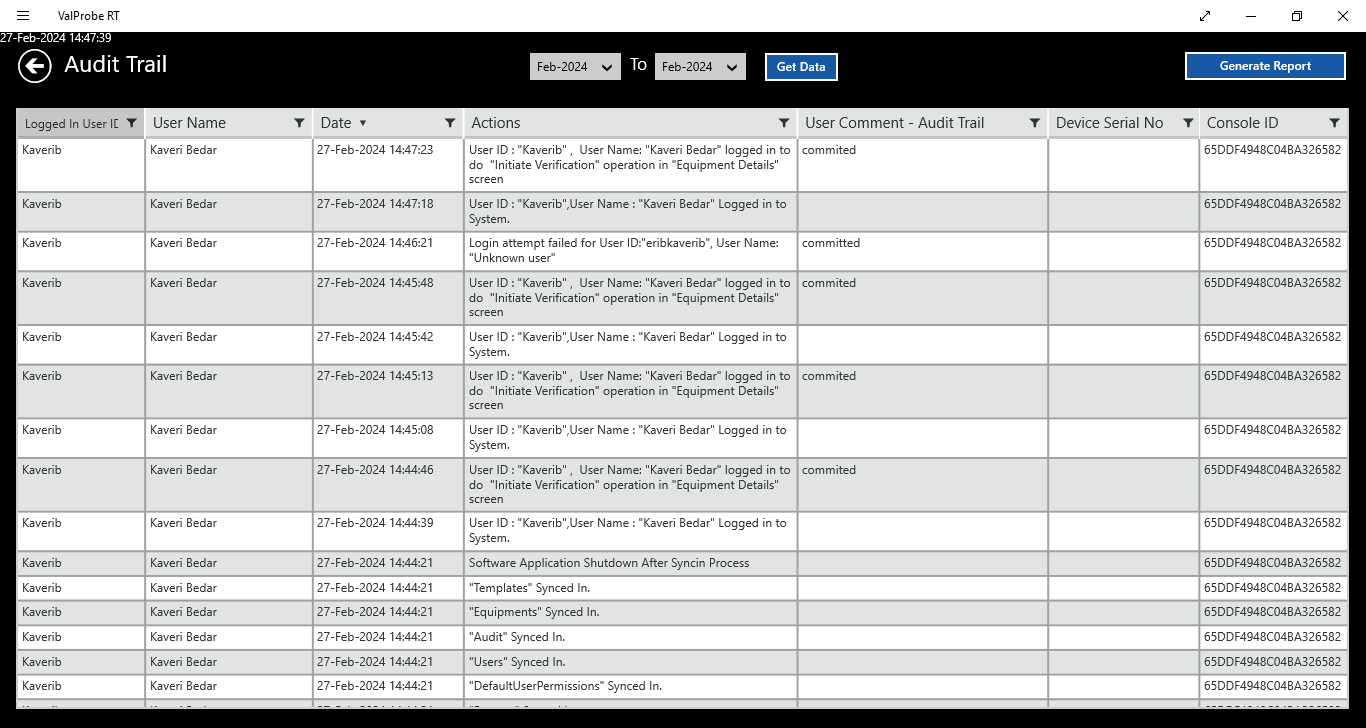 ValProbe RT
27-Feb-2024 14:47:39
Audit Trail
Feb-2024 To Feb-2024 Get Data
Generate Report
Logged In User ID User Name Date Actions User Comment - Audit Trail Device Serial No Console ID
Kaverib Kaveri Bedar 27-Feb-2024 14:47:23 User ID : "Kaverib" , User Name: "Kaveri Bedar" logged in to commited 65DDF4948C04BA326582
do "Initiate Verification" operation in "Equipment Details"
screen
Kaverib Kaveri Bedar 27-Feb-2024 14:47:18 User ID : "Kaverib",User Name : "Kaveri Bedar" Logged in to 65DDF4948C04BA326582
System.
Kaverib Kaveri Bedar 27-Feb-2024 14:46:21 Login attempt failed for User ID:"eribkaverib", User Name: committed 65DDF4948C04BA326582
"Unknown user"
Kaverib Kaveri Bedar 27-Feb-2024 14:45:48 User ID : "Kaverib" , User Name: "Kaveri Bedar" logged in to commited 65DDF4948C04BA326582
do "Initiate Verification" operation in "Equipment Details"
screen
Kaverib Kaveri Bedar 27-Feb-2024 14:45:42 User ID : "Kaverib",User Name : "Kaveri Bedar" Logged in to 65DDF4948C04BA326582
System.
Kaverib Kaveri Bedar 27-Feb-2024 14:45:13 User ID : "Kaverib" , User Name: "Kaveri Bedar" logged in to commited 65DDF4948C04BA326582
do "Initiate Verification" operation in "Equipment Details"
screen
Kaverib Kaveri Bedar 27-Feb-2024 14:45:08 User ID : "Kaverib",User Name : "Kaveri Bedar" Logged in to 65DDF4948C04BA326582
System.
Kaverib Kaveri Bedar 27-Feb-2024 14:44:46 User ID : "Kaverib" , User Name: "Kaveri Bedar" logged in to commited 65DDF4948C04BA326582
do "Initiate Verification" operation in "Equipment Details"
screen
Kaverib Kaveri Bedar 27-Feb-2024 14:44:39 User ID : "Kaverib",User Name : "Kaveri Bedar" Logged in to 65DDF4948C04BA326582
System.
Kaverib Kaveri Bedar 27-Feb-2024 14:44:21 Software Application Shutdown After Syncin Process 65DDF4948C04BA326582
Kaverib Kaveri Bedar 27-Feb-2024 14:44:21 "Templates" Synced In. 65DDF4948C04BA326582
Kaverib Kaveri Bedar 27-Feb-2024 14:44:21 "Equipments" Synced In. 65DDF4948C04BA326582
Kaverib Kaveri Bedar 27-Feb-2024 14:44:21 "Audit" Synced In. 65DDF4948C04BA326582
Kaverib Kaveri Bedar 27-Feb-2024 14:44:21 "Users" Synced In. 65DDF4948C04BA326582
Kaverib Kaveri Bedar 27-Feb-2024 14:44:21 "DefaultUserPermissions" Synced In. 65DDF4948C04BA326582